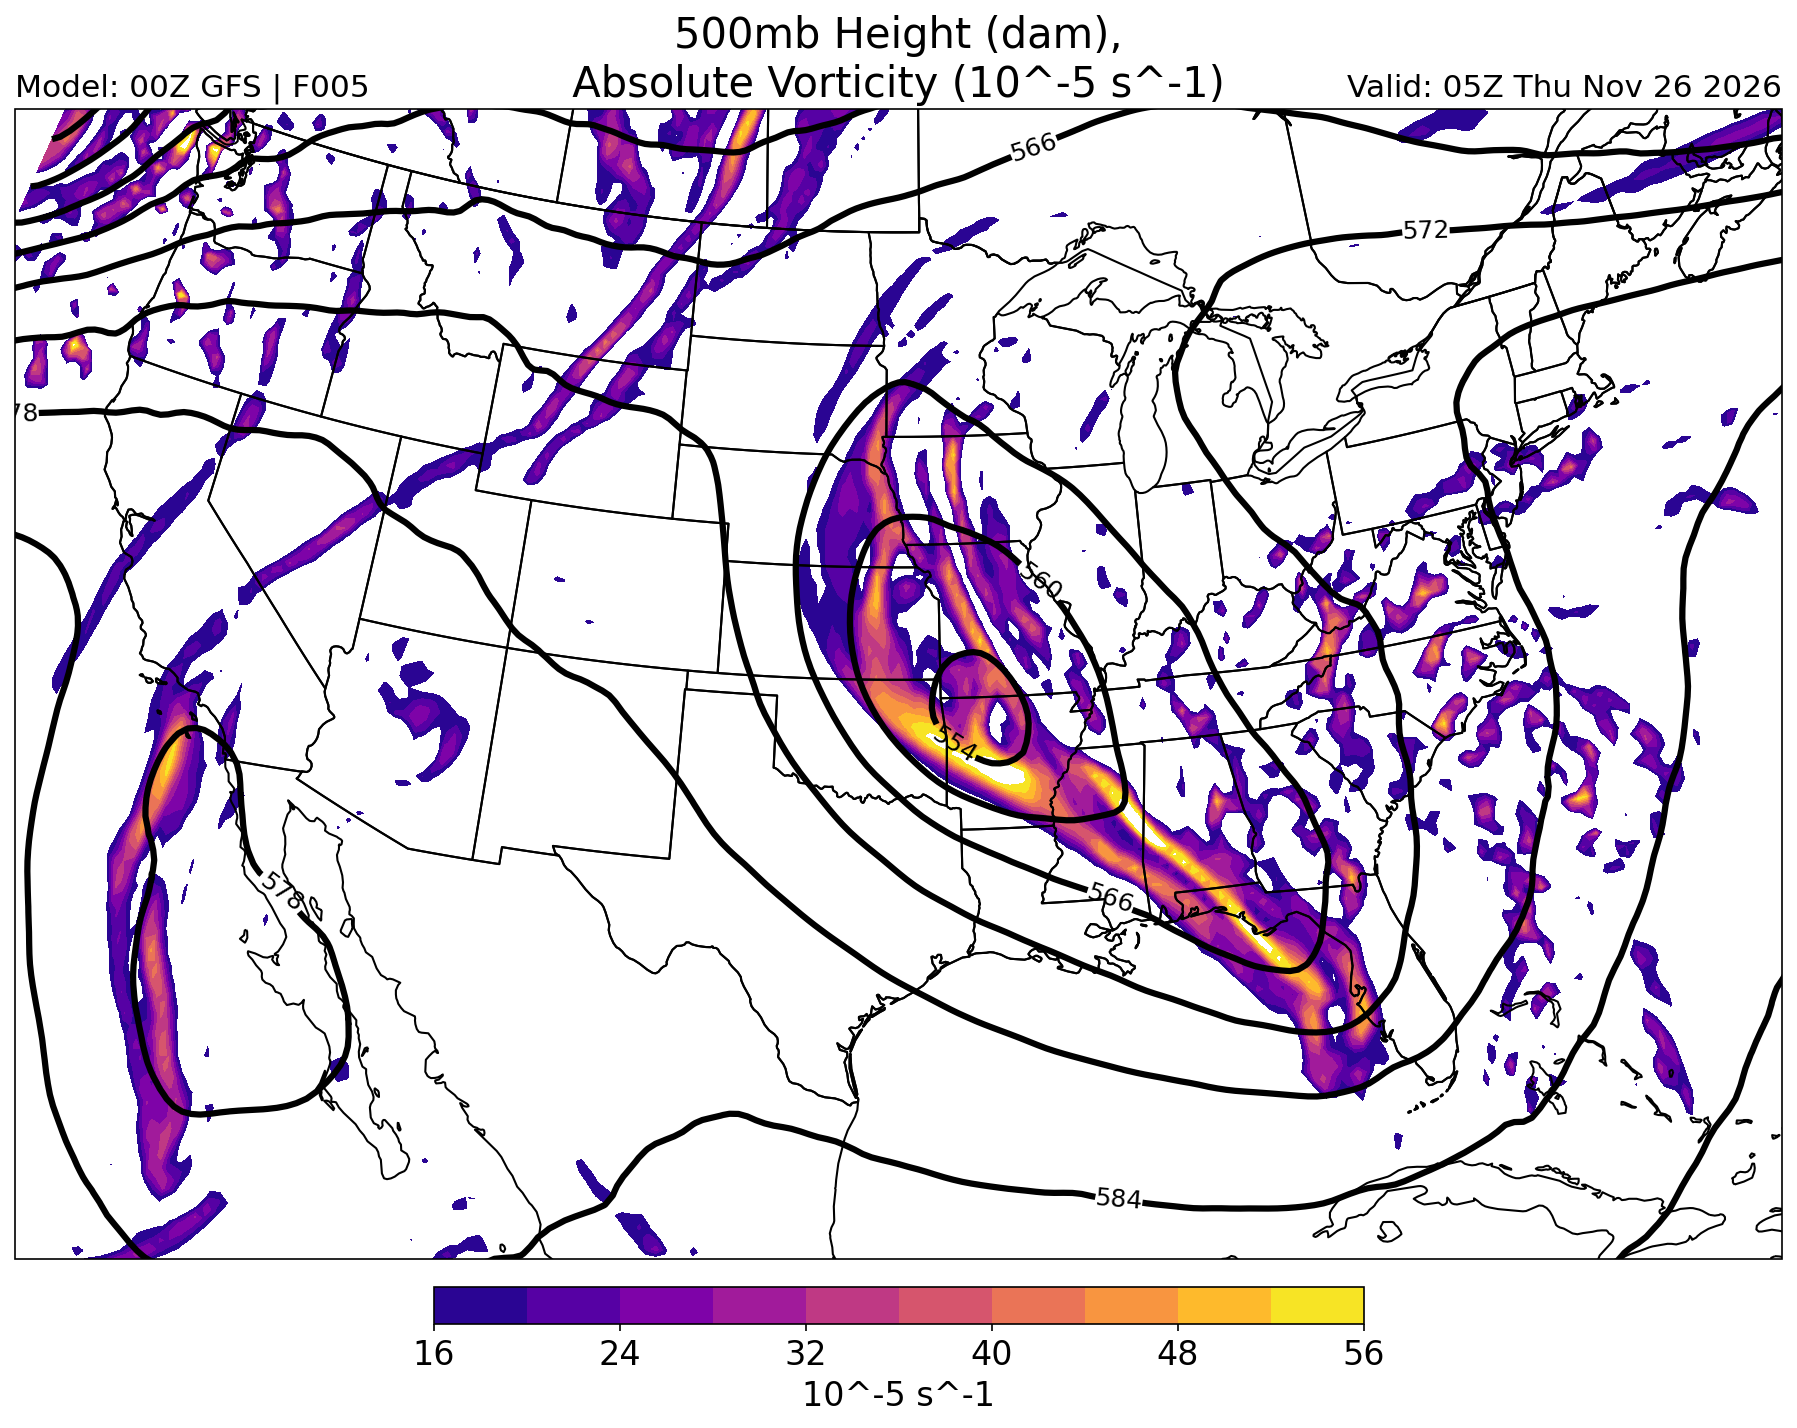 500mb Height (dam),
Model: 00Z GFS | F005
Absolute Vorticity (10^-5 s^-1)
Valid: 05Z Thu Nov 26 2026
566
572
78
560
554
578
566
584
16 24 32 40 48 56
10^-5 s^-1